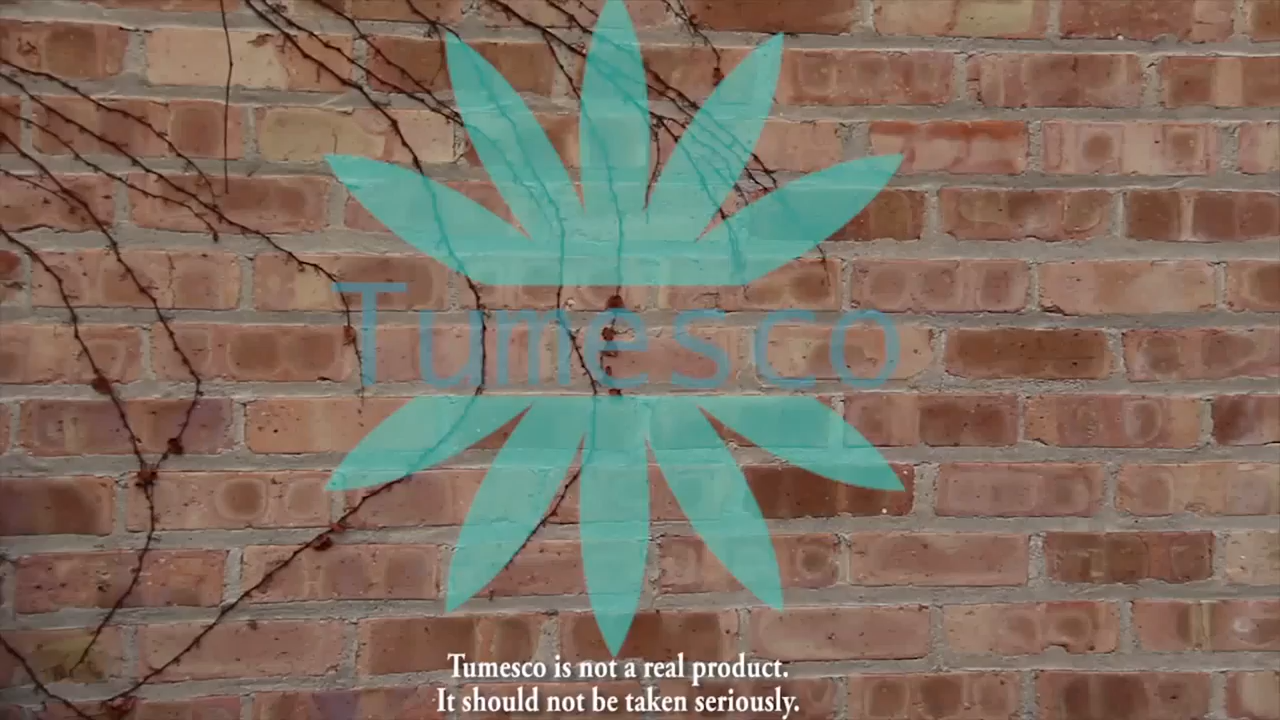 Tumesco
Tumesco is not a real product.
It should not be taken seriously.